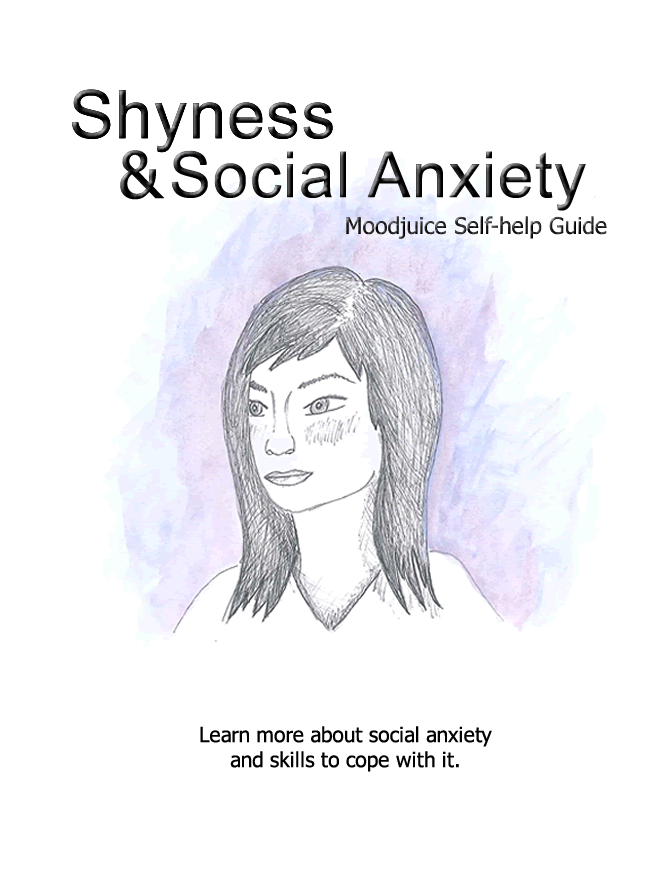 Shyness
& Social Anxiety
Moodjuice Self-help Guide
Learn more about social anxiety
and skills to cope with it.